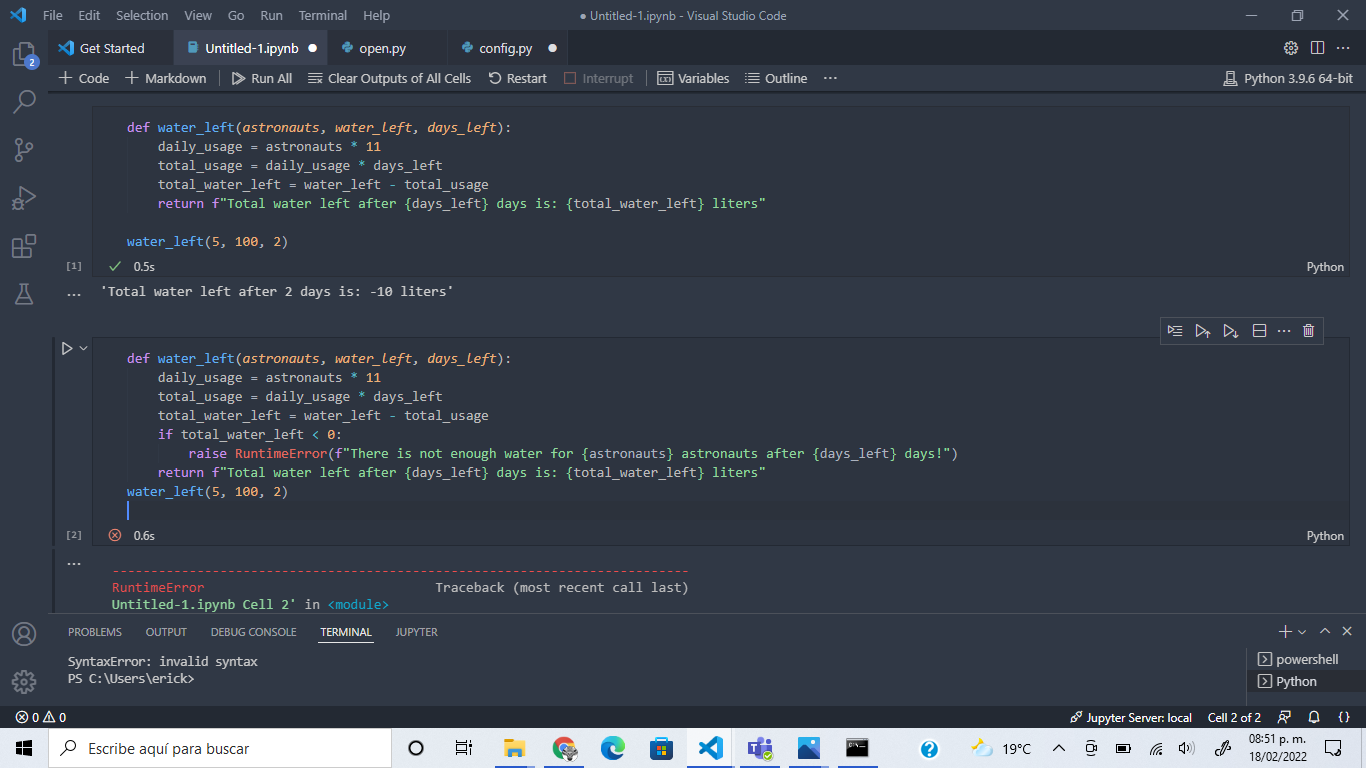 File Edit Selection View Go Run Terminal Help ● Untitled-1.ipynb - Visual Studio Code
Get Started Untitled-1.ipynb ● open.py config.py ●
+ Code + Markdown Run All Clear Outputs of All Cells Restart Interrupt Variables Outline ... Python 3.9.6 64-bit
2
def water_left(astronauts, water_left, days_left):
    daily_usage = astronauts * 11
    total_usage = daily_usage * days_left
    total_water_left = water_left - total_usage
    return f"Total water left after {days_left} days is: {total_water_left} liters"
water_left(5, 100, 2)
[1] ✓ 0.5s Python
... 'Total water left after 2 days is: -10 liters'
def water_left(astronauts, water_left, days_left):
    daily_usage = astronauts * 11
    total_usage = daily_usage * days_left
    total_water_left = water_left - total_usage
    if total_water_left < 0:
        raise RuntimeError(f"There is not enough water for {astronauts} astronauts after {days_left} days!")
    return f"Total water left after {days_left} days is: {total_water_left} liters"
water_left(5, 100, 2)
[2] 0.6s Python
...
---------------------------------------------------------------------------
RuntimeError Traceback (most recent call last)
Untitled-1.ipynb Cell 2' in <module>
PROBLEMS OUTPUT DEBUG CONSOLE TERMINAL JUPYTER
SyntaxError: invalid syntax
PS C:\Users\erick>
powershell
Python
0 0 Jupyter Server: local Cell 2 of 2
Escribe aquí para buscar
19°C
08:51 p. m.
18/02/2022